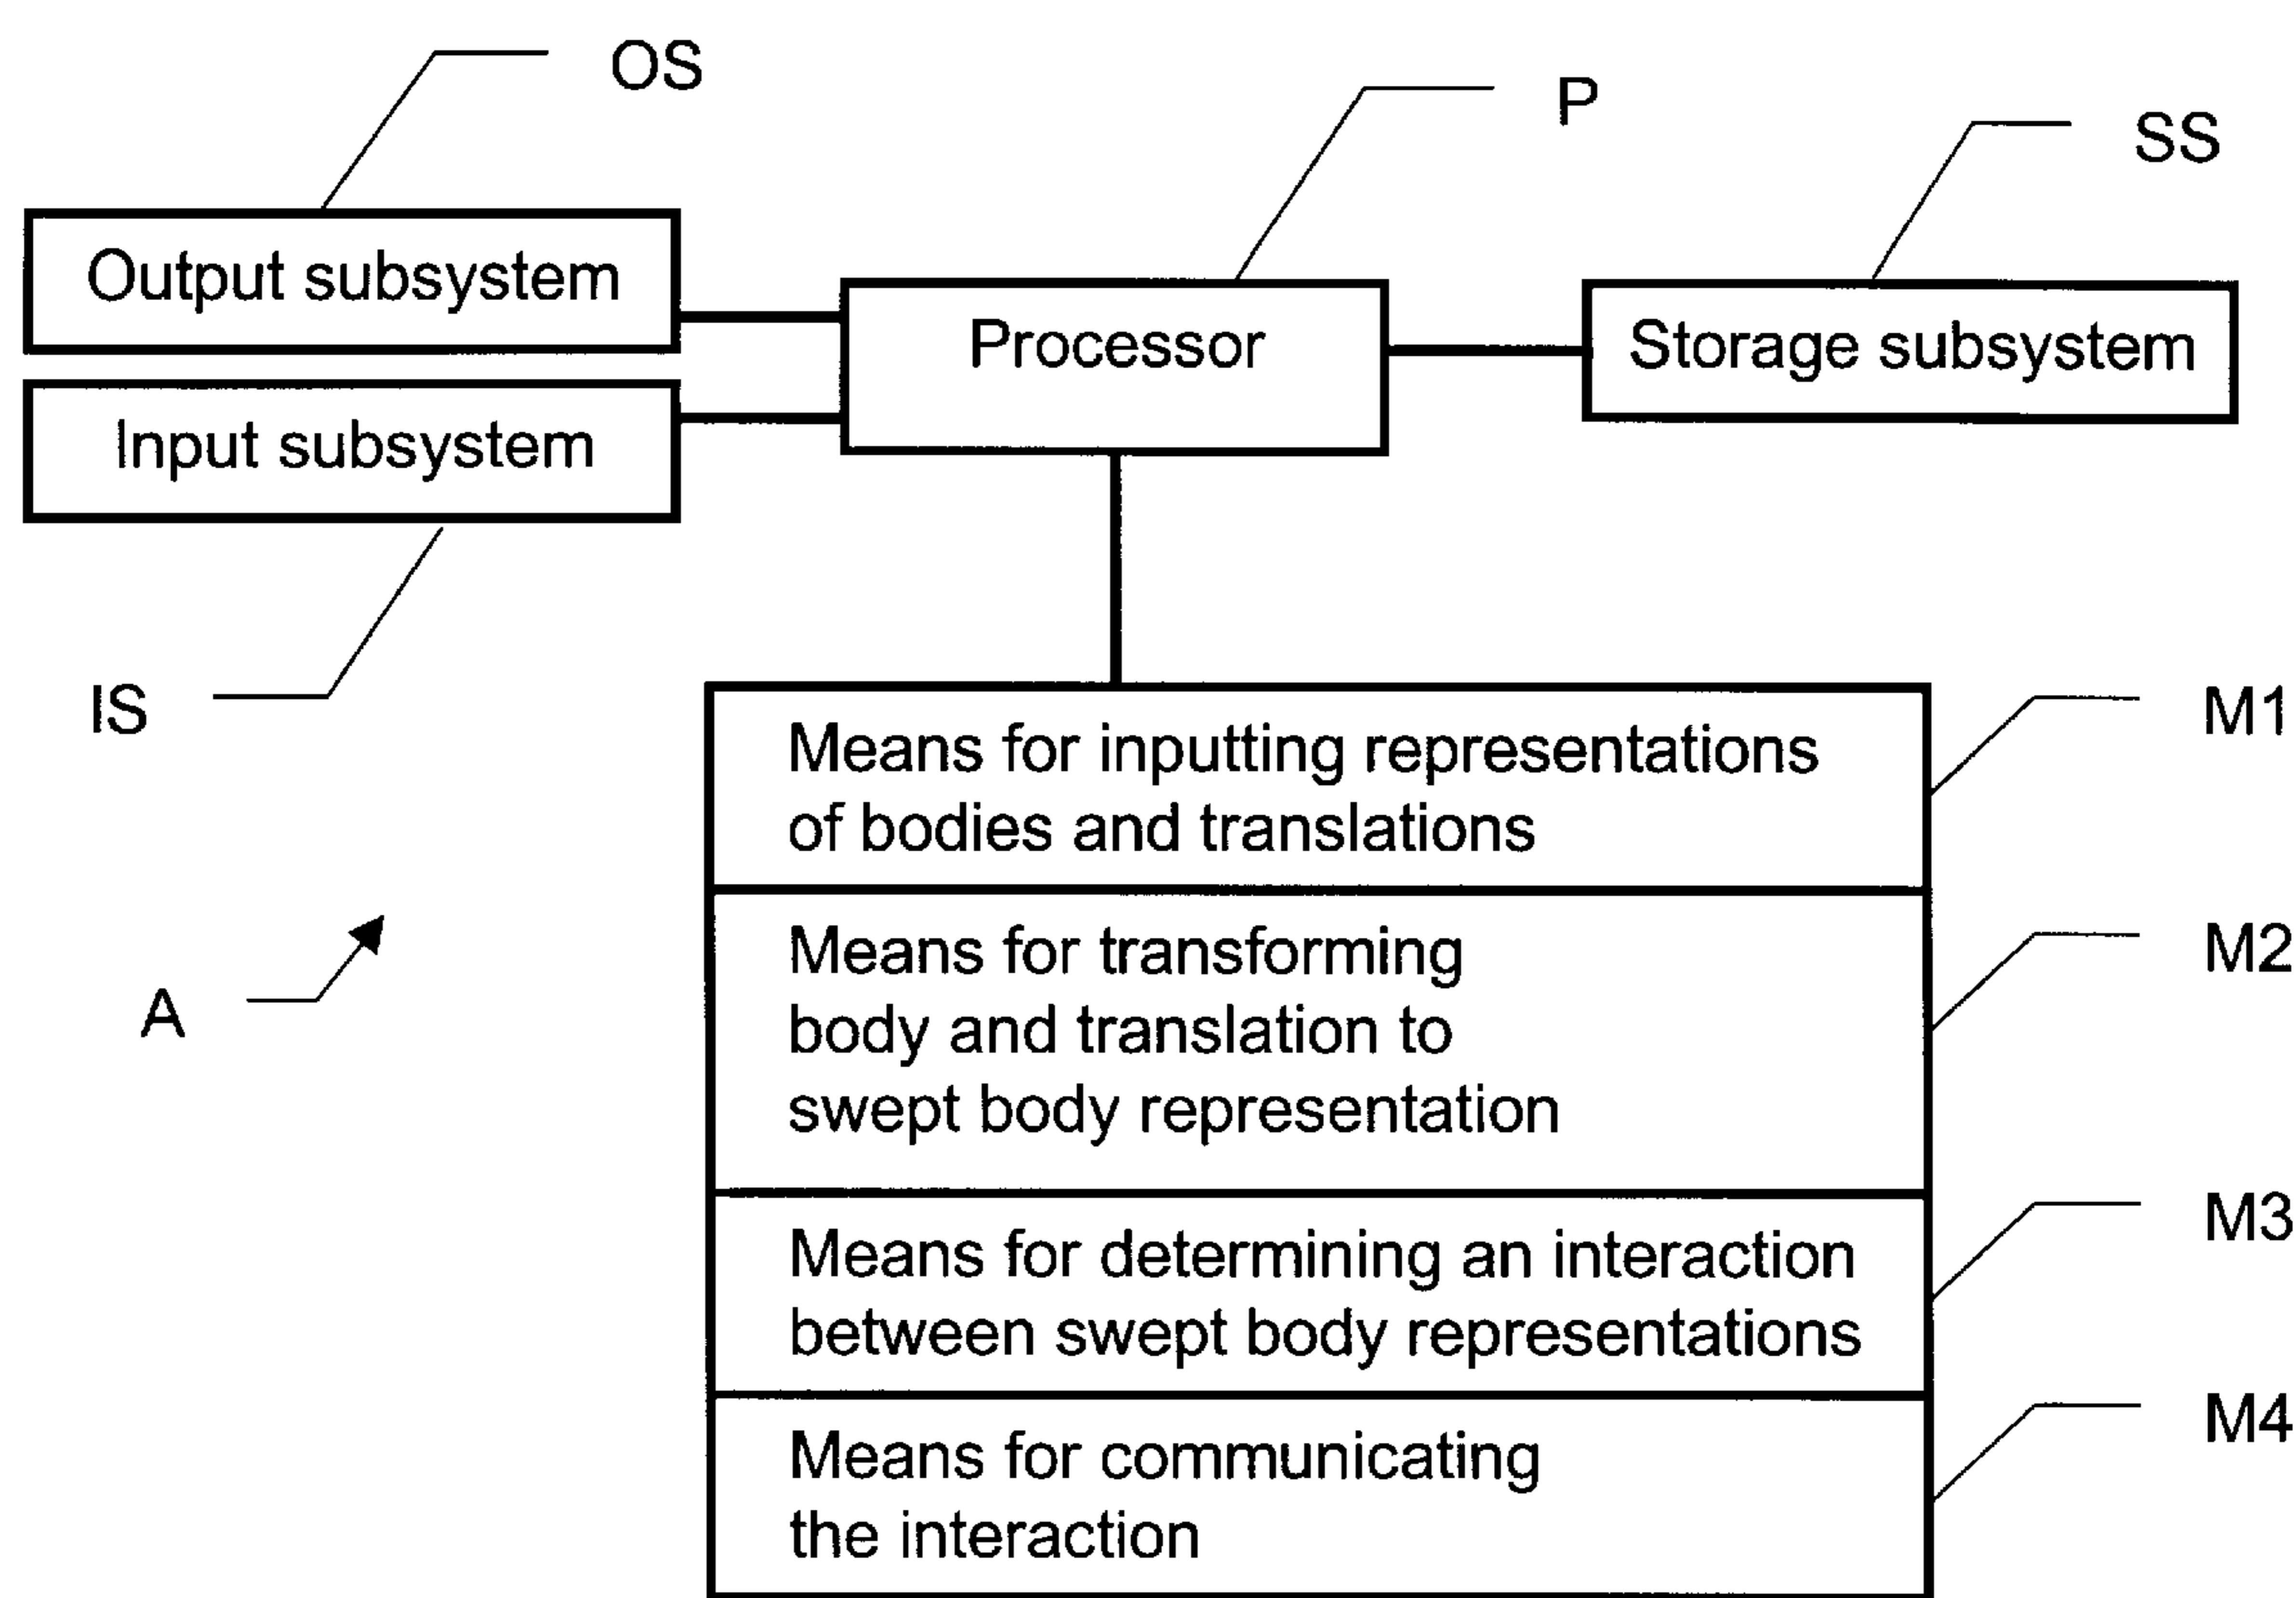 OS
P
SS
Output subsystem
Processor
Storage subsystem
Input subsystem
IS
Means for inputting representations
of bodies and translations
M1
A
Means for transforming
body and translation to
swept body representation
M2
Means for determining an interaction
between swept body representations
M3
Means for communicating
the interaction
M4